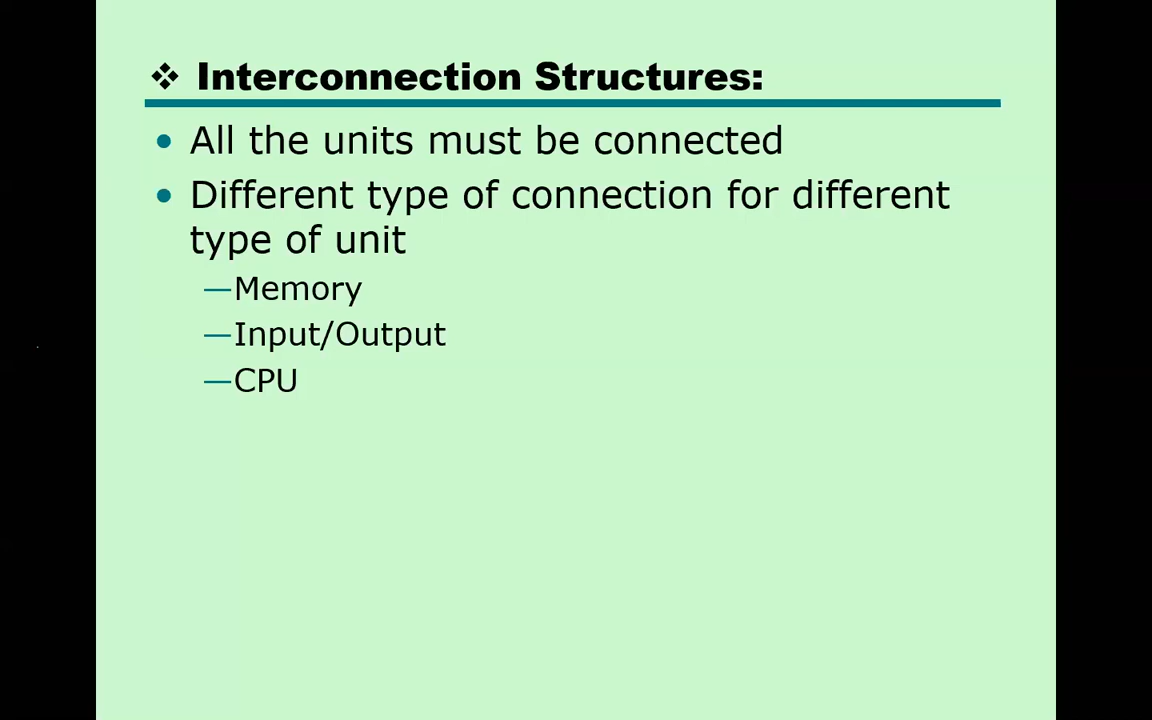 ❖ Interconnection Structures:
• All the units must be connected
• Different type of connection for different
type of unit
—Memory
—Input/Output
—CPU